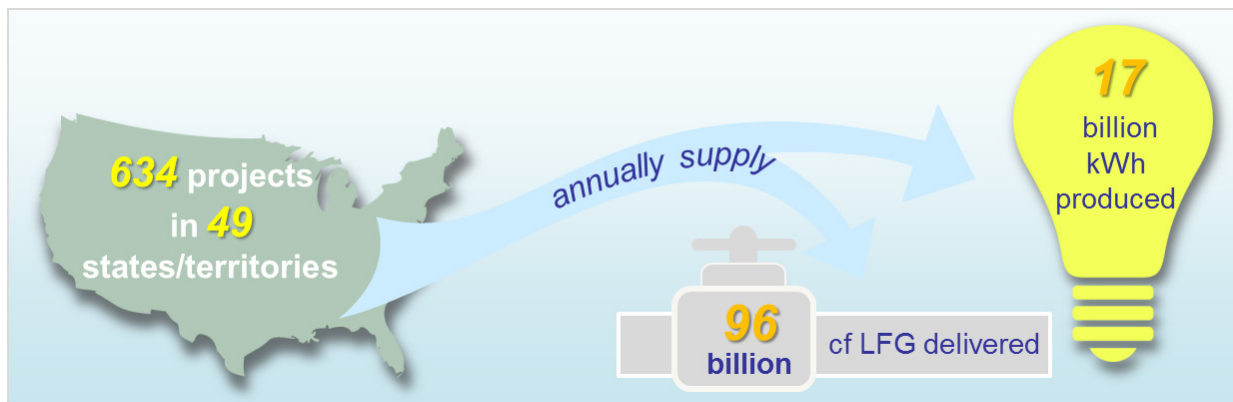 634 projects
in 49
states/territories
annually supply
96
billion
cf LFG delivered
17
billion
kWh
produced